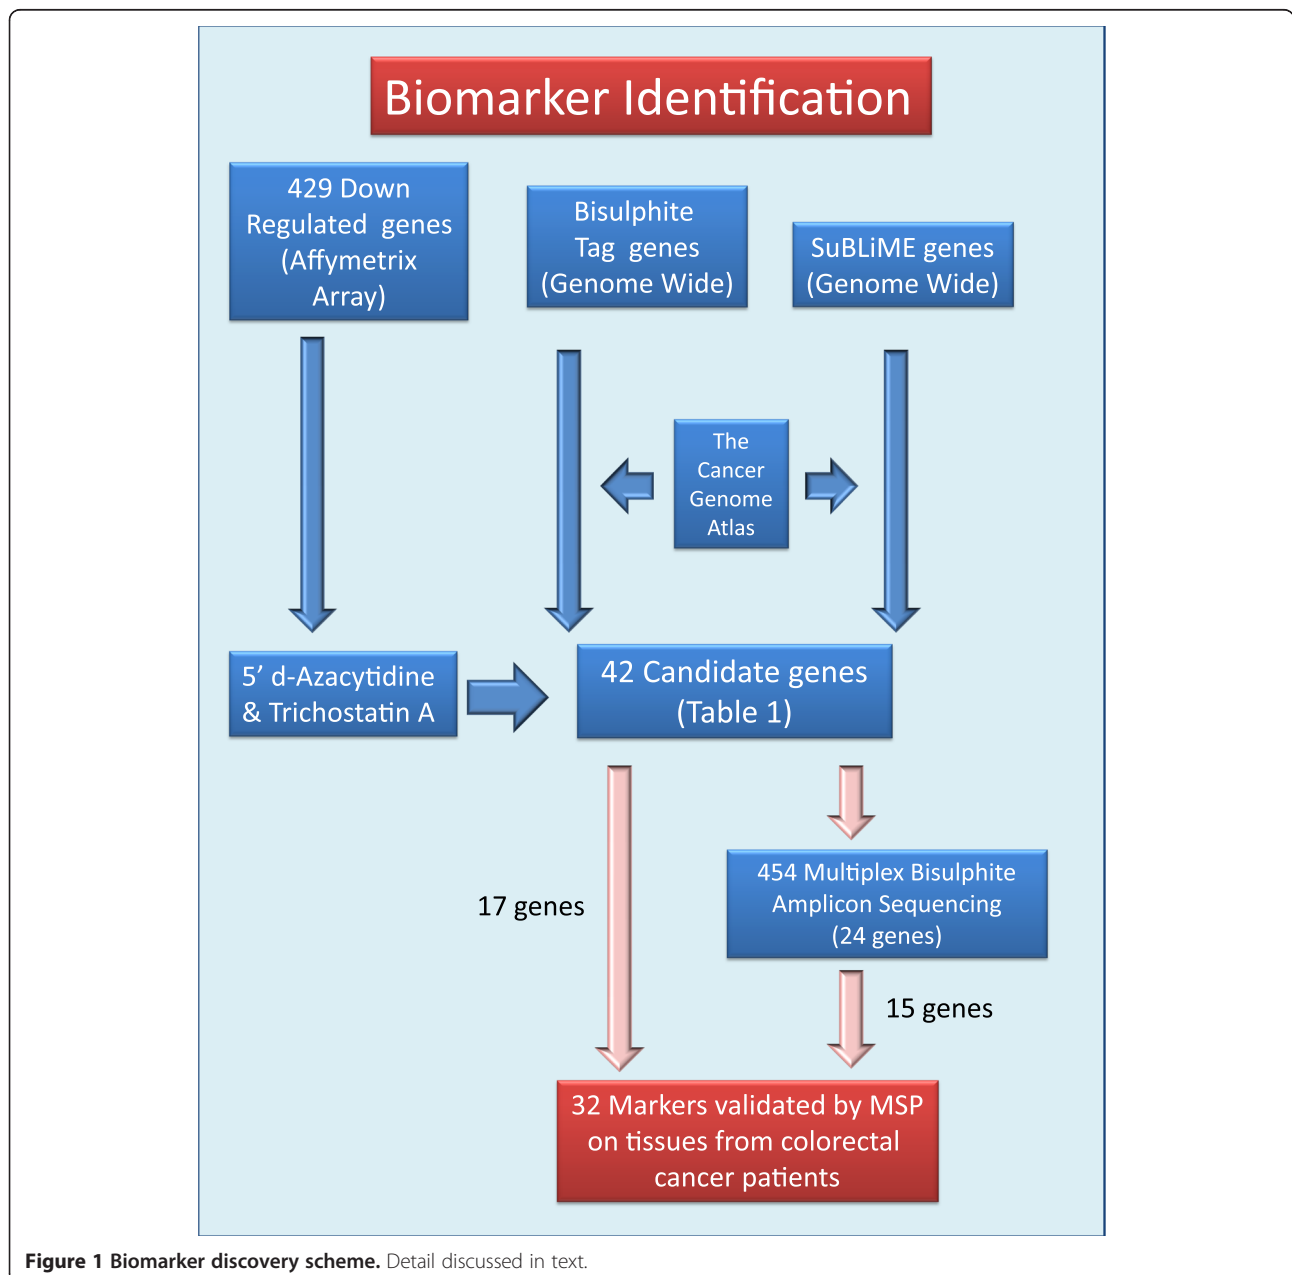 Biomarker Identification
429 Down
Regulated genes
(Affymetrix
Array)
Bisulphite
Tag genes
(Genome Wide)
SuBLiME genes
(Genome Wide)
The
Cancer
Genome
Atlas
5’ d-Azacytidine
& Trichostatin A
42 Candidate genes
(Table 1)
17 genes
454 Multiplex Bisulphite
Amplicon Sequencing
(24 genes)
15 genes
32 Markers validated by MSP
on tissues from colorectal
cancer patients
Figure 1 Biomarker discovery scheme. Detail discussed in text.